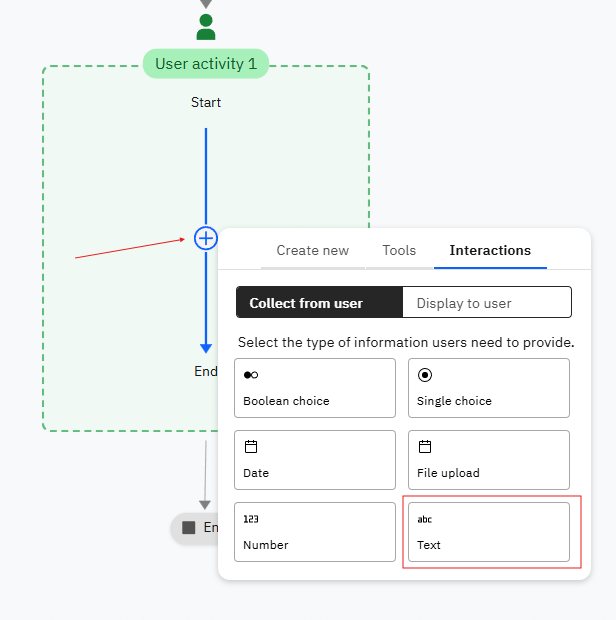 User activity 1
Start
Create new
Tools
Interactions
Collect from user
Display to user
Select the type of information users need to provide.
End
Boolean choice
Single choice
Date
File upload
123
abc
Number
Text